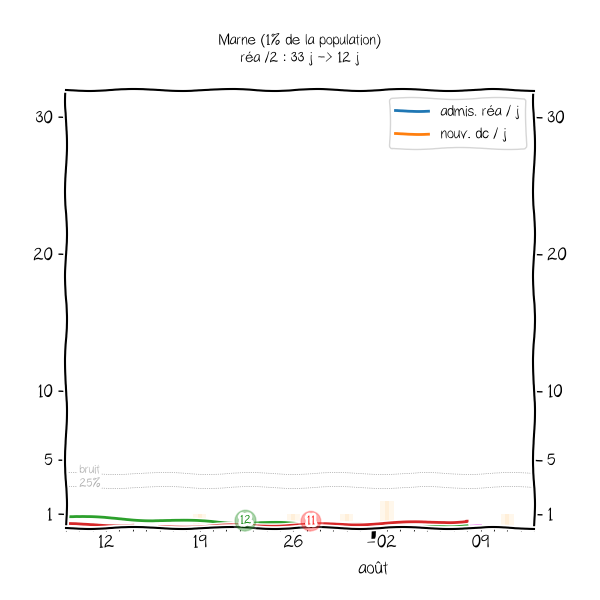 Marne (1% de la population)
réa /2 : 33 j -> 12 j
admis. réa / j
nouv. dc / j
30 30
20 20
10 10
5 5
bruit
25%
1 1
12 11
12 19 26 02 09
août